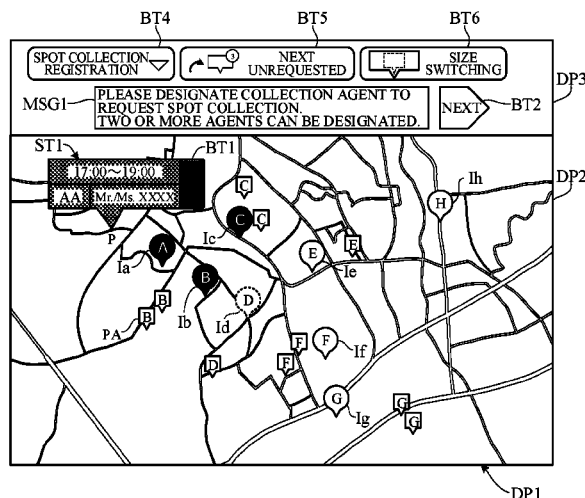 BT4
BT5
BT6
SPOT COLLECTION
REGISTRATION
3
NEXT
UNREQUESTED
SIZE
SWITCHING
DP3
MSG1
PLEASE DESIGNATE COLLECTION AGENT TO
REQUEST SPOT COLLECTION.
TWO OR MORE AGENTS CAN BE DESIGNATED.
NEXT
BT2
ST1
BT1
17:00～19:00
AA
Mr./Ms. XXXX
DP2
Ih
H
C
C
C
Ic
P
A
Ia
E
E
Ie
B
Ib
D
Id
B
B
PA
F
F
F
If
D
G
Ig
G
G
DP1